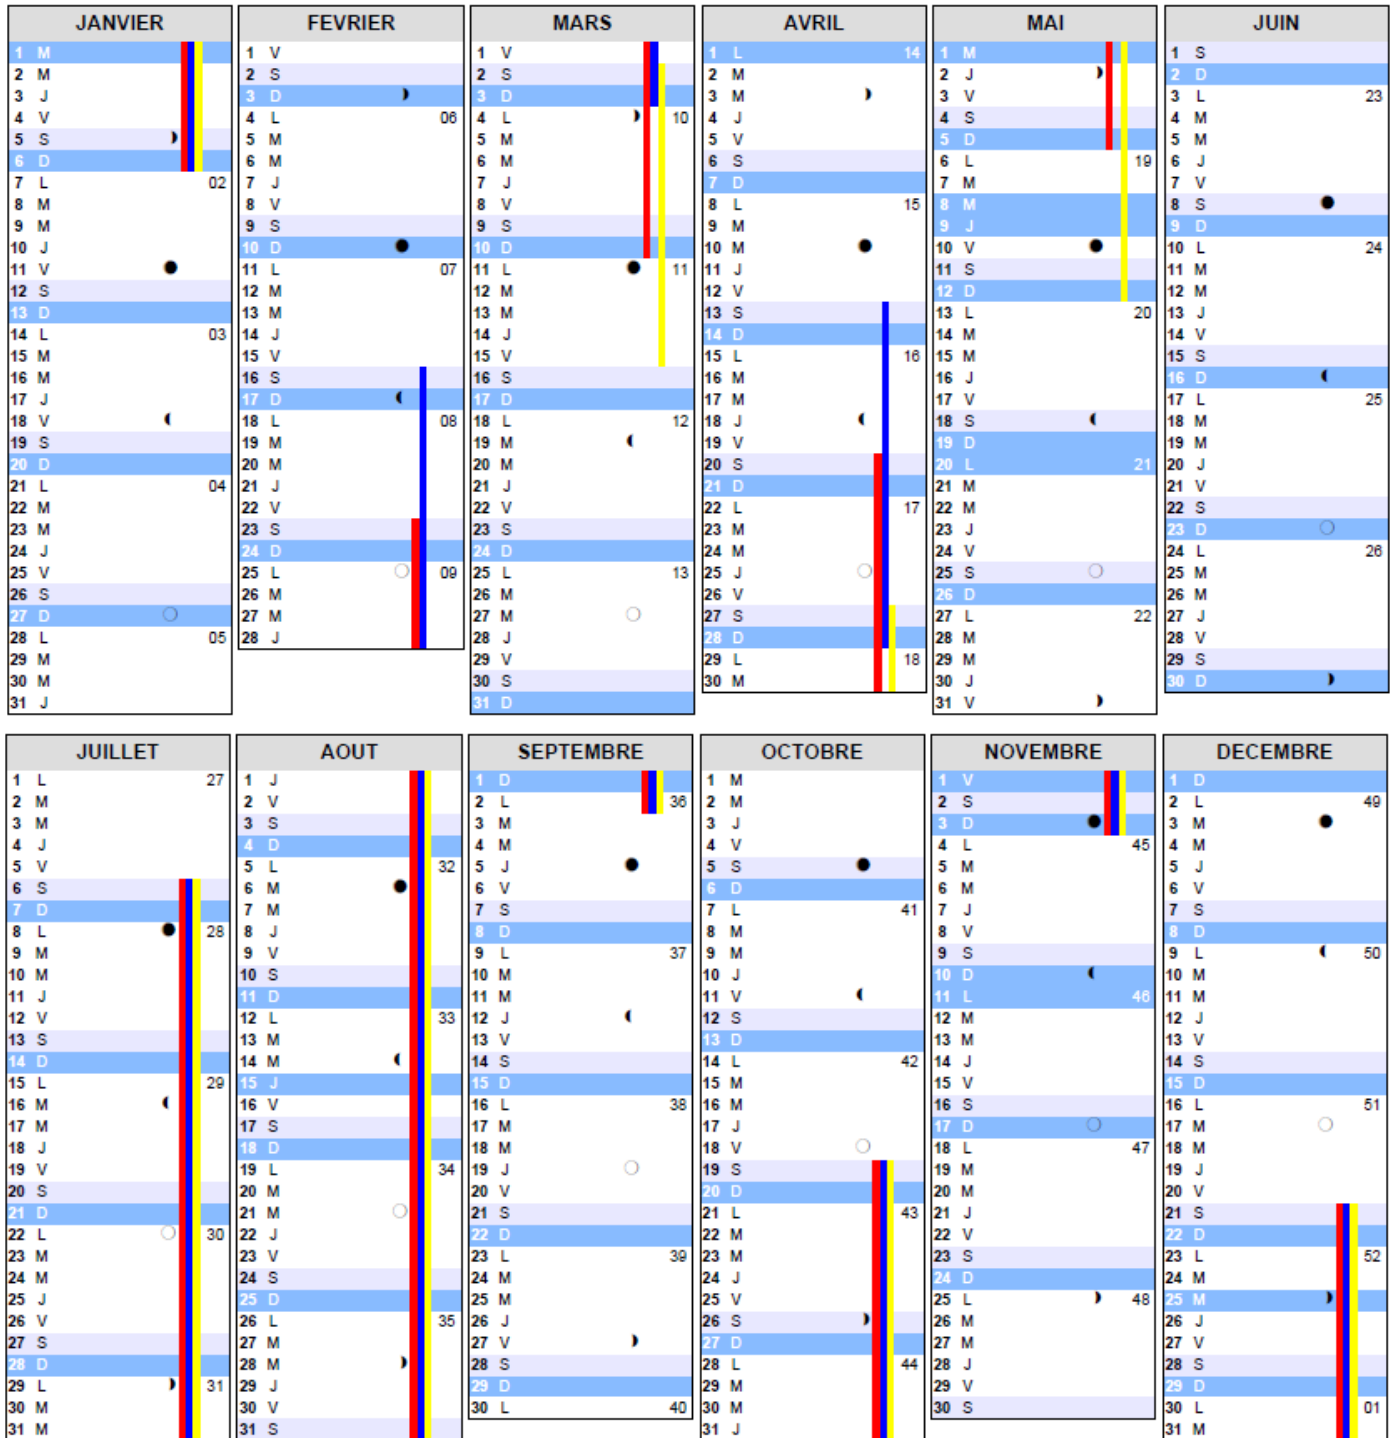 JANVIER
1 M
2 M
3 J
4 V
5 S
6 D
7 L 02
8 M
9 M
10 J
11 V
12 S
13 D
14 L 03
15 M
16 M
17 J
18 V
19 S
20 D
21 L 04
22 M
23 M
24 J
25 V
26 S
27 D
28 L 05
29 M
30 M
31 J
FEVRIER
1 V
2 S
3 D
4 L 06
5 M
6 M
7 J
8 V
9 S
10 D
11 L 07
12 M
13 M
14 J
15 V
16 S
17 D
18 L 08
19 M
20 M
21 J
22 V
23 S
24 D
25 L 09
26 M
27 M
28 J
MARS
1 V
2 S
3 D
4 L 10
5 M
6 M
7 J
8 V
9 S
10 D
11 L 11
12 M
13 M
14 J
15 V
16 S
17 D
18 L 12
19 M
20 M
21 J
22 V
23 S
24 D
25 L 13
26 M
27 M
28 J
29 V
30 S
31 D
AVRIL
1 L 14
2 M
3 M
4 J
5 V
6 S
7 D
8 L 15
9 M
10 M
11 J
12 V
13 S
14 D
15 L 16
16 M
17 M
18 J
19 V
20 S
21 D
22 L 17
23 M
24 M
25 J
26 V
27 S
28 D
29 L 18
30 M
MAI
1 M
2 J
3 V
4 S
5 D
6 L 19
7 M
8 M
9 J
10 V
11 S
12 D
13 L 20
14 M
15 M
16 J
17 V
18 S
19 D
20 L 21
21 M
22 M
23 J
24 V
25 S
26 D
27 L 22
28 M
29 M
30 J
31 V
JUIN
1 S
2 D
3 L 23
4 M
5 M
6 J
7 V
8 S
9 D
10 L 24
11 M
12 M
13 J
14 V
15 S
16 D
17 L 25
18 M
19 M
20 J
21 V
22 S
23 D
24 L 26
25 M
26 M
27 J
28 V
29 S
30 D
JUILLET
1 L 27
2 M
3 M
4 J
5 V
6 S
7 D
8 L 28
9 M
10 M
11 J
12 V
13 S
14 D
15 L 29
16 M
17 M
18 J
19 V
20 S
21 D
22 L 30
23 M
24 M
25 J
26 V
27 S
28 D
29 L 31
30 M
31 M
AOUT
1 J
2 V
3 S
4 D
5 L 32
6 M
7 M
8 J
9 V
10 S
11 D
12 L 33
13 M
14 M
15 J
16 V
17 S
18 D
19 L 34
20 M
21 M
22 J
23 V
24 S
25 D
26 L 35
27 M
28 M
29 J
30 V
31 S
SEPTEMBRE
1 D
2 L 36
3 M
4 M
5 J
6 V
7 S
8 D
9 L 37
10 M
11 M
12 J
13 V
14 S
15 D
16 L 38
17 M
18 M
19 J
20 V
21 S
22 D
23 L 39
24 M
25 M
26 J
27 V
28 S
29 D
30 L 40
OCTOBRE
1 M
2 M
3 J
4 V
5 S
6 D
7 L 41
8 M
9 M
10 J
11 V
12 S
13 D
14 L 42
15 M
16 M
17 J
18 V
19 S
20 D
21 L 43
22 M
23 M
24 J
25 V
26 S
27 D
28 L 44
29 M
30 M
31 J
NOVEMBRE
1 V
2 S
3 D
4 L 45
5 M
6 M
7 J
8 V
9 S
10 D
11 L 46
12 M
13 M
14 J
15 V
16 S
17 D
18 L 47
19 M
20 M
21 J
22 V
23 S
24 D
25 L 48
26 M
27 M
28 J
29 V
30 S
DECEMBRE
1 D
2 L 49
3 M
4 M
5 J
6 V
7 S
8 D
9 L 50
10 M
11 M
12 J
13 V
14 S
15 D
16 L 51
17 M
18 M
19 J
20 V
21 S
22 D
23 L 52
24 M
25 M
26 J
27 V
28 S
29 D
30 L 01
31 M